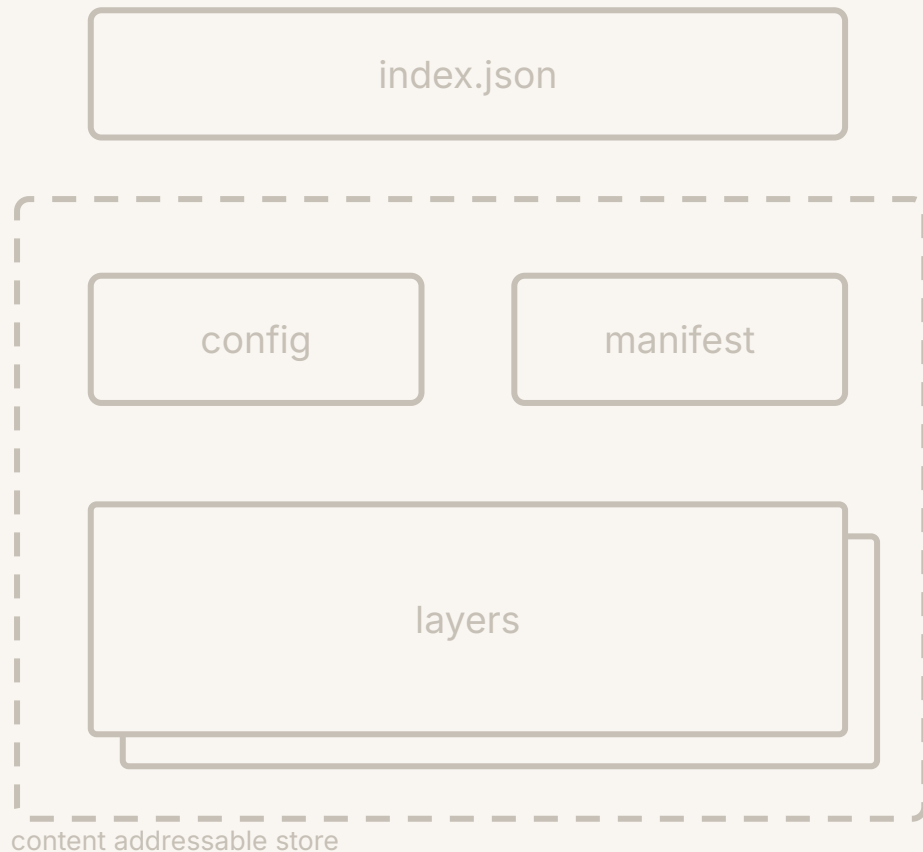 index.json
config
manifest
layers
content addressable store